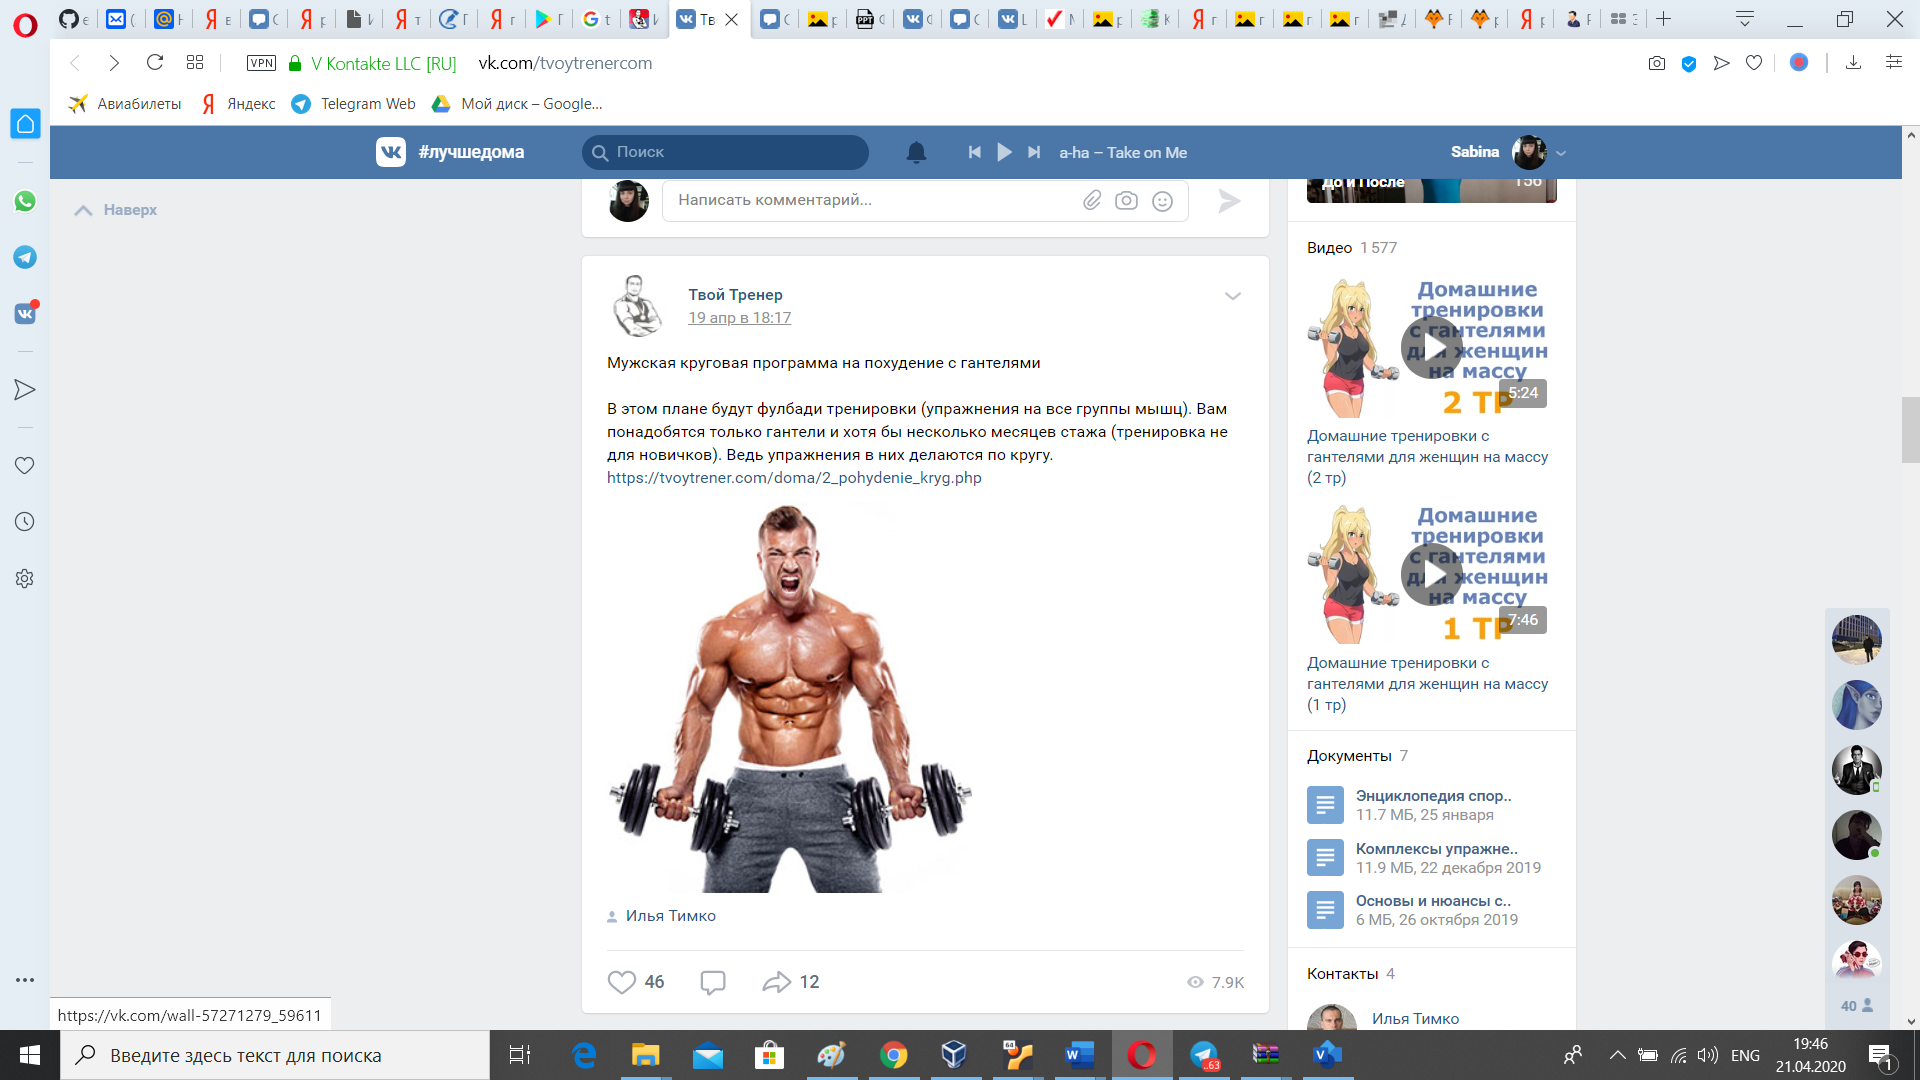 Тв
VPN
V Kontakte LLC [RU]
vk.com/tvoytrenercom
Авиабилеты
Яндекс
Telegram Web
Мой диск – Google...
#лучшедома
Поиск
a-ha – Take on Me
Sabina
Наверх
Написать комментарий...
Твой Тренер
19 апр в 18:17
Мужская круговая программа на похудение с гантелями
В этом плане будут фулбади тренировки (упражнения на все группы мышц). Вам
понадобятся только гантели и хотя бы несколько месяцев стажа (тренировка не
для новичков). Ведь упражнения в них делаются по кругу.
https://tvoytrener.com/doma/2_pohydenie_kryg.php
Илья Тимко
46
12
7.9K
До и После
156
Видео 1 577
Домашние
тренировки
с гантелями
для женщин
на массу
2 ТР
5:24
Домашние тренировки с
гантелями для женщин на массу
(2 тр)
Домашние
тренировки
с гантелями
для женщин
на массу
1 ТР
7:46
Домашние тренировки с
гантелями для женщин на массу
(1 тр)
Документы 7
Энциклопедия спор..
11.7 МБ, 25 января
Комплексы упражне..
11.9 МБ, 22 декабря 2019
Основы и нюансы с..
6 МБ, 26 октября 2019
Контакты 4
Илья Тимко
40
https://vk.com/wall-57271279_59611
Введите здесь текст для поиска
64
..63
ENG
19:46
21.04.2020
1